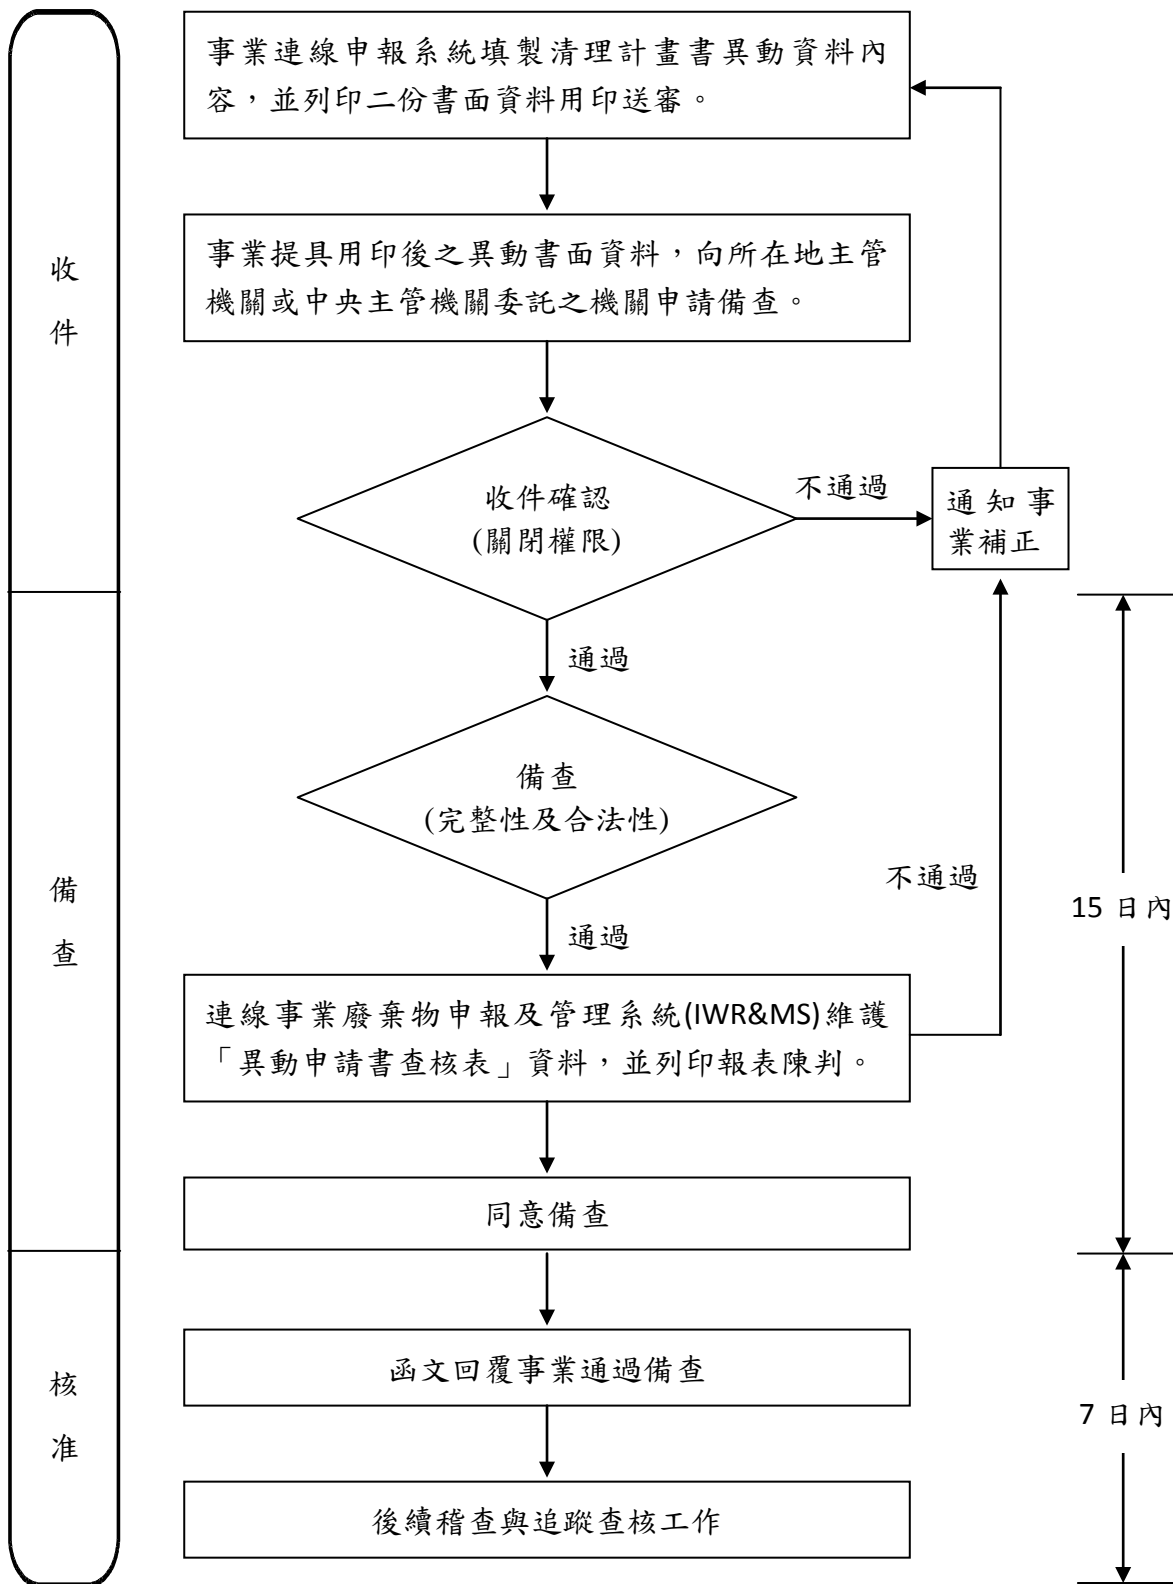 事業連線申報系統填製清理計畫書異動資料內
容，並列印二份書面資料用印送審。
事業提具用印後之異動書面資料，向所在地主管
機關或中央主管機關委託之機關申請備查。
收
件
收件確認
(關閉權限)
不通過
通知事
業補正
通過
備查
(完整性及合法性)
不通過
備
查
15 日內
通過
連線事業廢棄物申報及管理系統(IWR&MS)維護
「異動申請書查核表」資料，並列印報表陳判。
同意備查
函文回覆事業通過備查
核
准
7 日內
後續稽查與追蹤查核工作